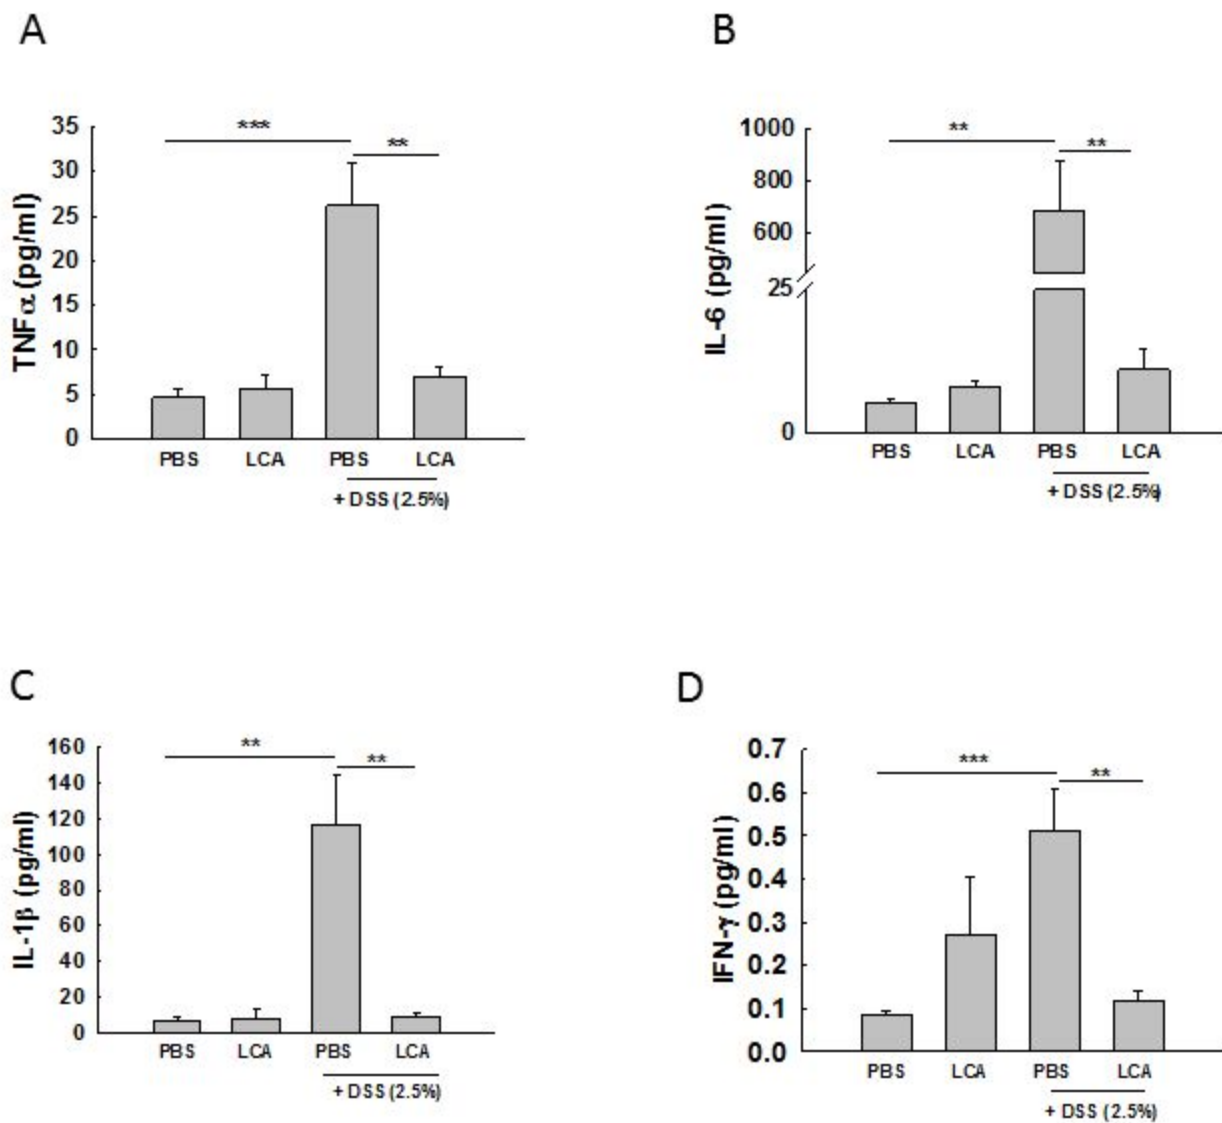 A
TNFα (pg/ml)
35
30
25
20
15
10
5
0
***
**
PBS LCA PBS LCA
+ DSS (2.5%)
B
IL-6 (pg/ml)
1000
800
600
25
0
**
**
PBS LCA PBS LCA
+ DSS (2.5%)
C
IL-1β (pg/ml)
160
140
120
100
80
60
40
20
0
**
**
PBS LCA PBS LCA
+ DSS (2.5%)
D
IFN-γ (pg/ml)
0.7
0.6
0.5
0.4
0.3
0.2
0.1
0.0
***
**
PBS LCA PBS LCA
+ DSS (2.5%)